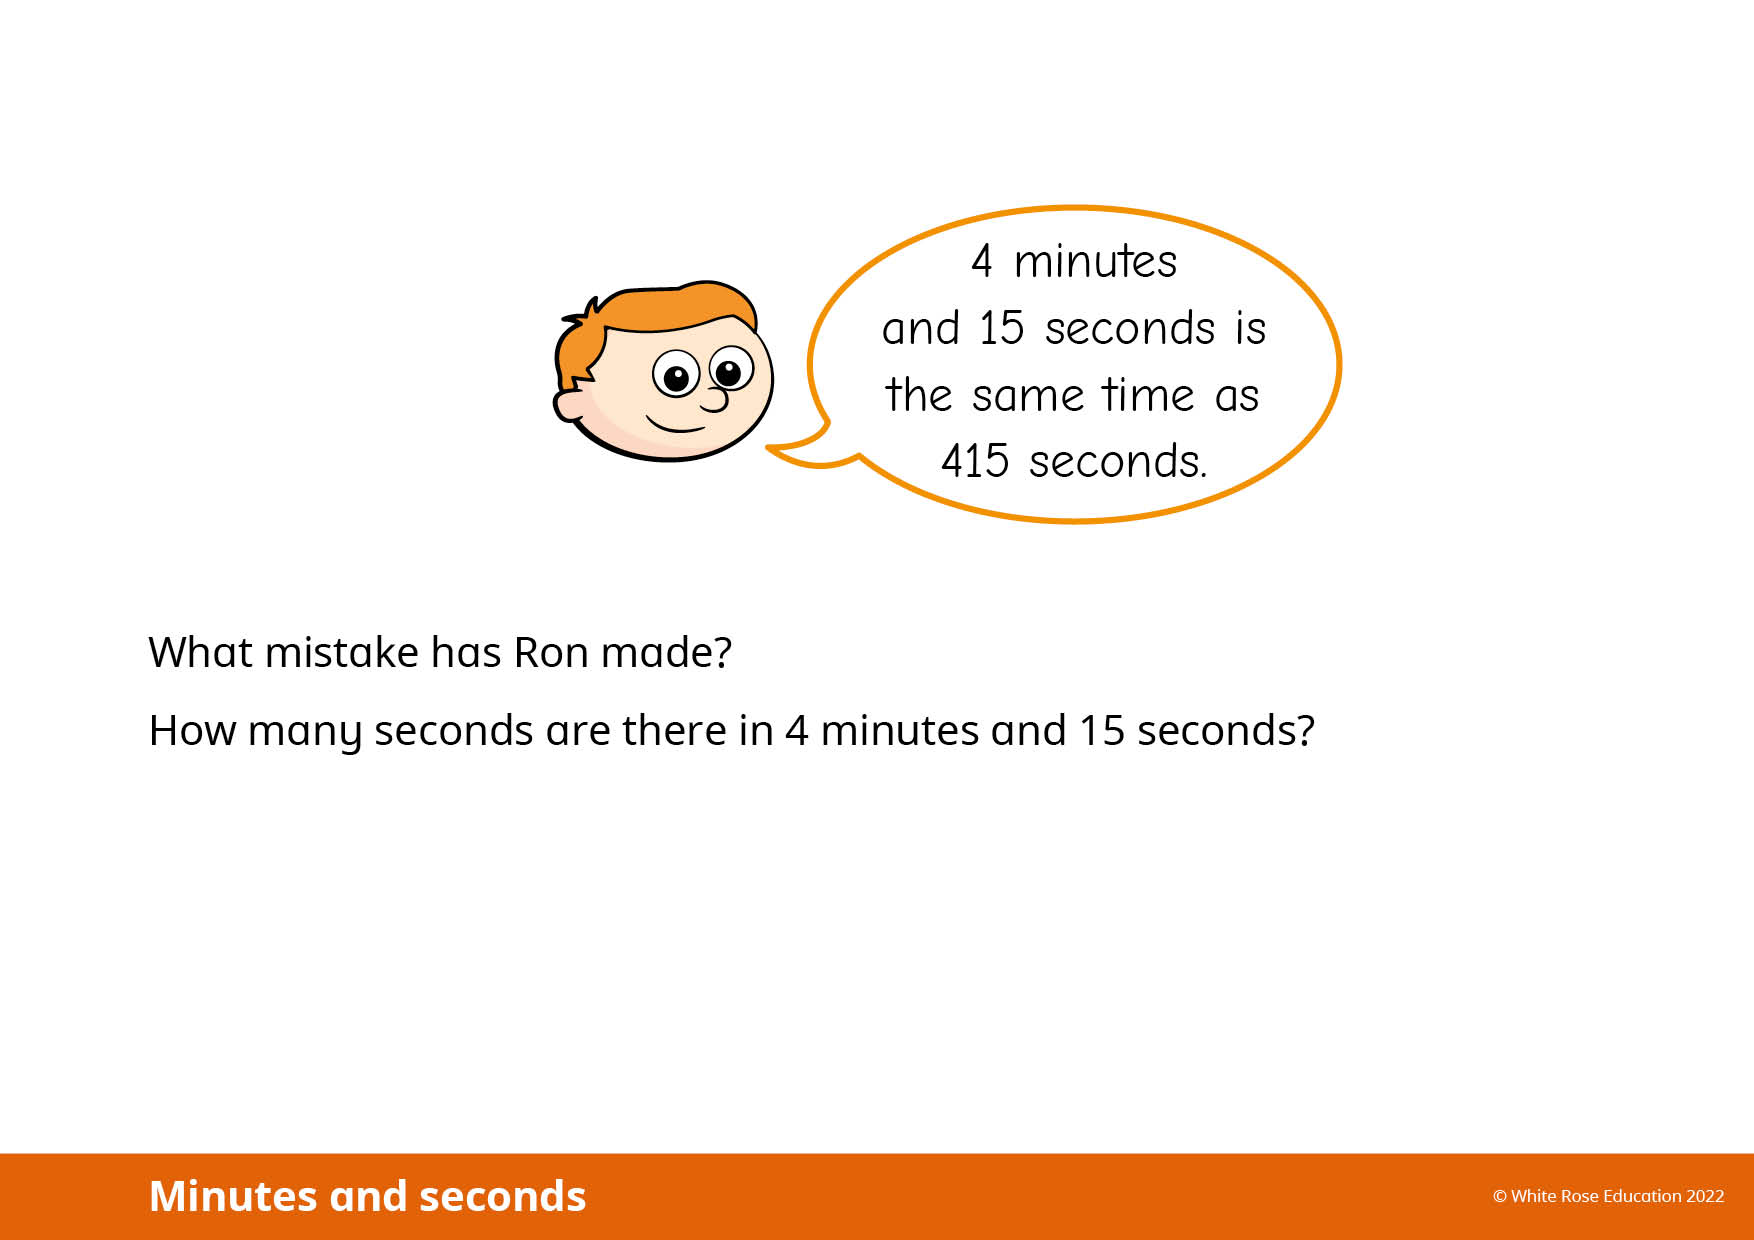 4 minutes
and 15 seconds is
the same time as
415 seconds.
What mistake has Ron made?
How many seconds are there in 4 minutes and 15 seconds?
Minutes and seconds
© White Rose Education 2022